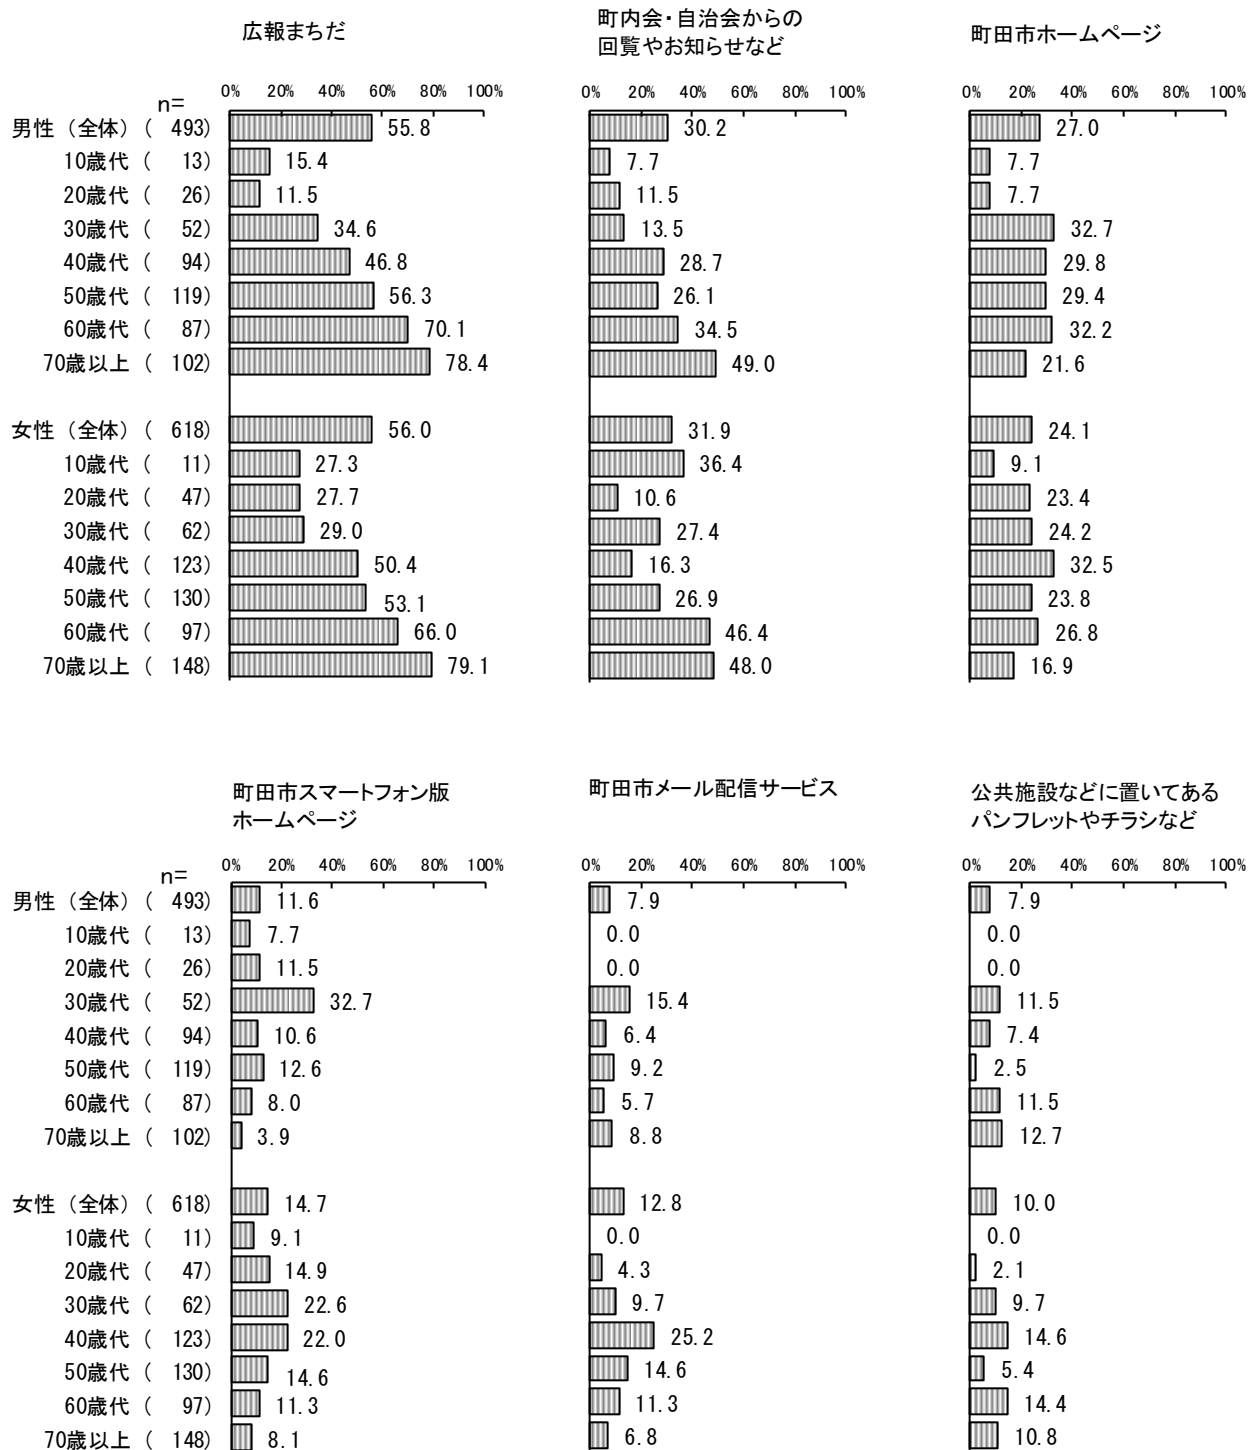 広報まちだ
町内会・自治会からの
回覧やお知らせなど
町田市ホームページ
0% 20% 40% 60% 80% 100% 0% 20% 40% 60% 80% 100% 0% 20% 40% 60% 80% 100%
n=
男性（全体）（ 493） 55.8 30.2 27.0
10歳代（ 13） 15.4 7.7 7.7
20歳代（ 26） 11.5 11.5 7.7
30歳代（ 52） 34.6 13.5 32.7
40歳代（ 94） 46.8 28.7 29.8
50歳代（ 119） 56.3 26.1 29.4
60歳代（ 87） 70.1 34.5 32.2
70歳以上（ 102） 78.4 49.0 21.6
女性（全体）（ 618） 56.0 31.9 24.1
10歳代（ 11） 27.3 36.4 9.1
20歳代（ 47） 27.7 10.6 23.4
30歳代（ 62） 29.0 27.4 24.2
40歳代（ 123） 50.4 16.3 32.5
50歳代（ 130） 53.1 26.9 23.8
60歳代（ 97） 66.0 46.4 26.8
70歳以上（ 148） 79.1 48.0 16.9
町田市スマートフォン版
ホームページ
町田市メール配信サービス
公共施設などに置いてある
パンフレットやチラシなど
0% 20% 40% 60% 80% 100% 0% 20% 40% 60% 80% 100% 0% 20% 40% 60% 80% 100%
n=
男性（全体）（ 493） 11.6 7.9 7.9
10歳代（ 13） 7.7 0.0 0.0
20歳代（ 26） 11.5 0.0 0.0
30歳代（ 52） 32.7 15.4 11.5
40歳代（ 94） 10.6 6.4 7.4
50歳代（ 119） 12.6 9.2 2.5
60歳代（ 87） 8.0 5.7 11.5
70歳以上（ 102） 3.9 8.8 12.7
女性（全体）（ 618） 14.7 12.8 10.0
10歳代（ 11） 9.1 0.0 0.0
20歳代（ 47） 14.9 4.3 2.1
30歳代（ 62） 22.6 9.7 9.7
40歳代（ 123） 22.0 25.2 14.6
50歳代（ 130） 14.6 14.6 5.4
60歳代（ 97） 11.3 11.3 14.4
70歳以上（ 148） 8.1 6.8 10.8